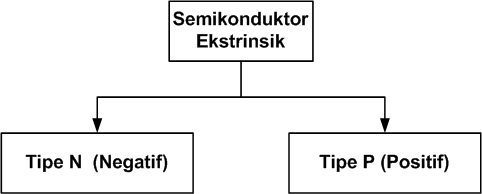 Semikonduktor
Ekstrinsik
Tipe N (Negatif)
Tipe P (Positif)